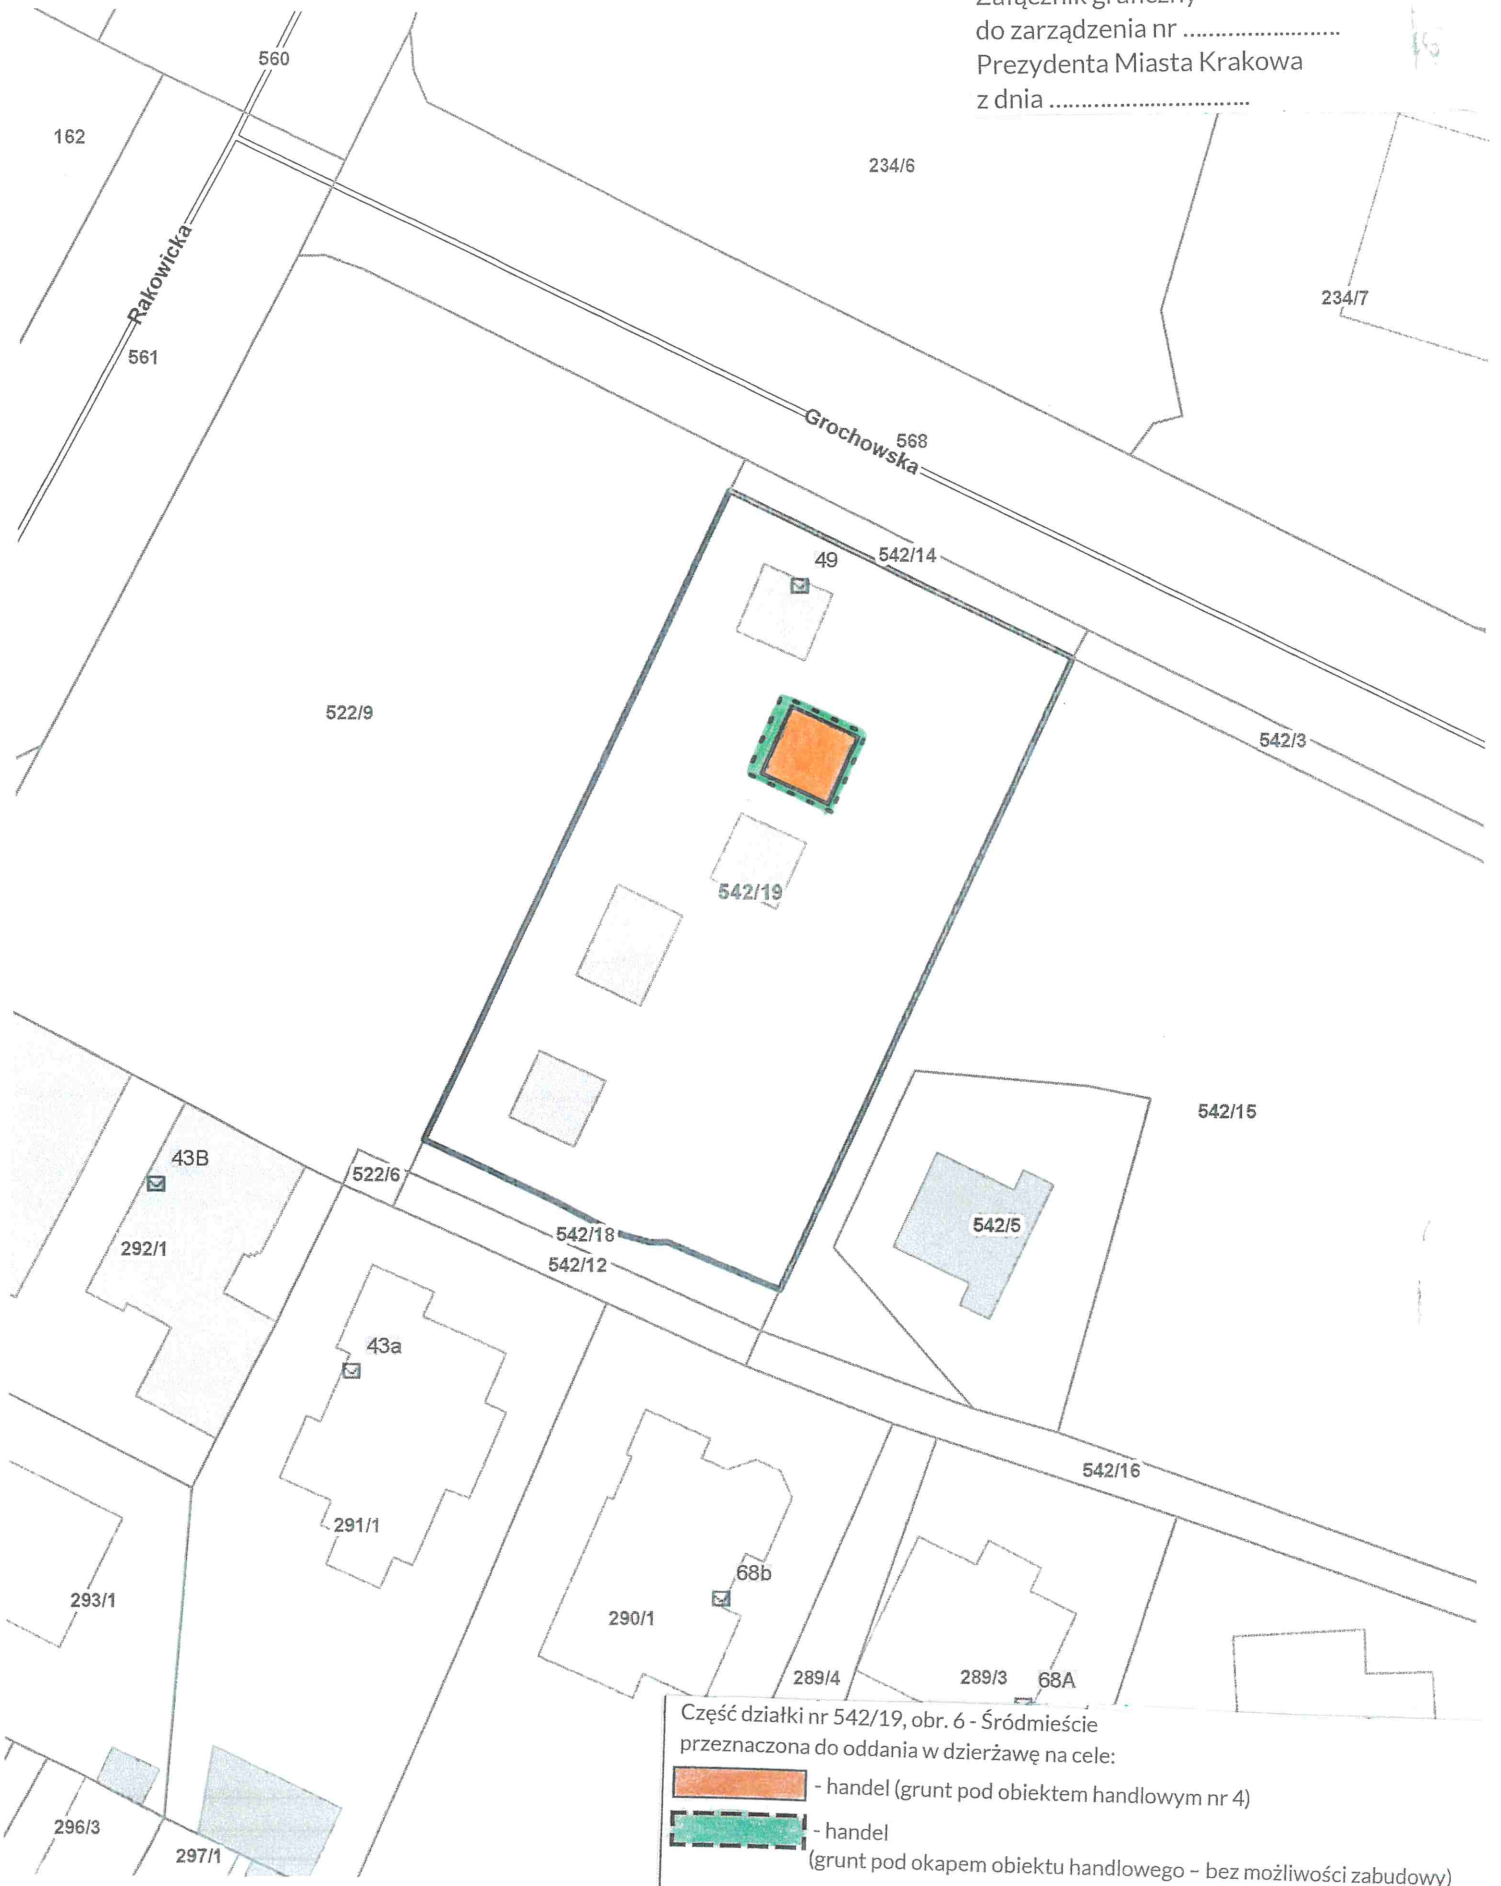 Załącznik graficzny
do zarządzenia nr ............................
Prezydenta Miasta Krakowa
z dnia ....................................
560
162
234/6
Rakowicka
234/7
561
Grochowska
568
542/14
49
522/9
542/3
542/19
542/15
43B
522/6
542/5
542/18
292/1
542/12
43a
542/16
291/1
68b
293/1
290/1
289/4
289/3
68A
Część działki nr 542/19, obr. 6 - Śródmieście
przeznaczona do oddania w dzierżawę na cele:
- handel (grunt pod obiektem handlowym nr 4)
296/3
- handel
297/1
(grunt pod okapem obiektu handlowego – bez możliwości zabudowy)